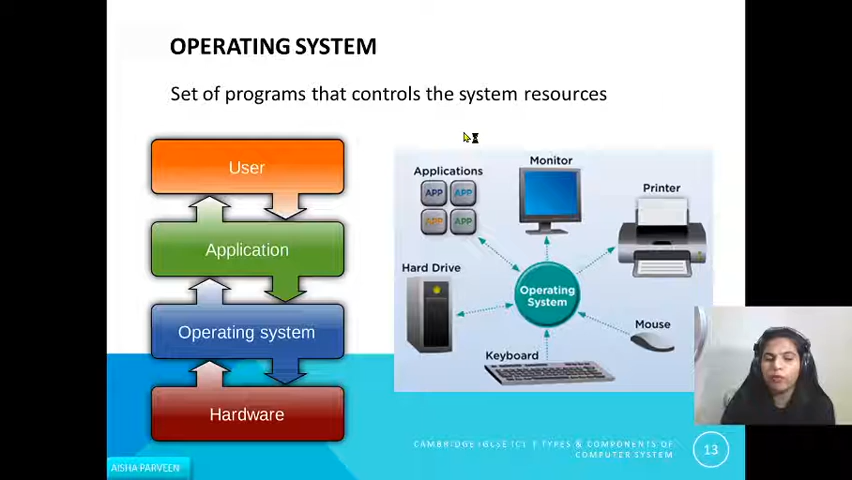 OPERATING SYSTEM
Set of programs that controls the system resources
User
Application
Operating system
Hardware
Applications
APP APP
APP APP
Monitor
Printer
Hard Drive
Operating
System
Mouse
Keyboard
CAMBRIDGE IGCSE ICT | TYPES & COMPONENTS OF
COMPUTER SYSTEM
13
AISHA PARVEEN